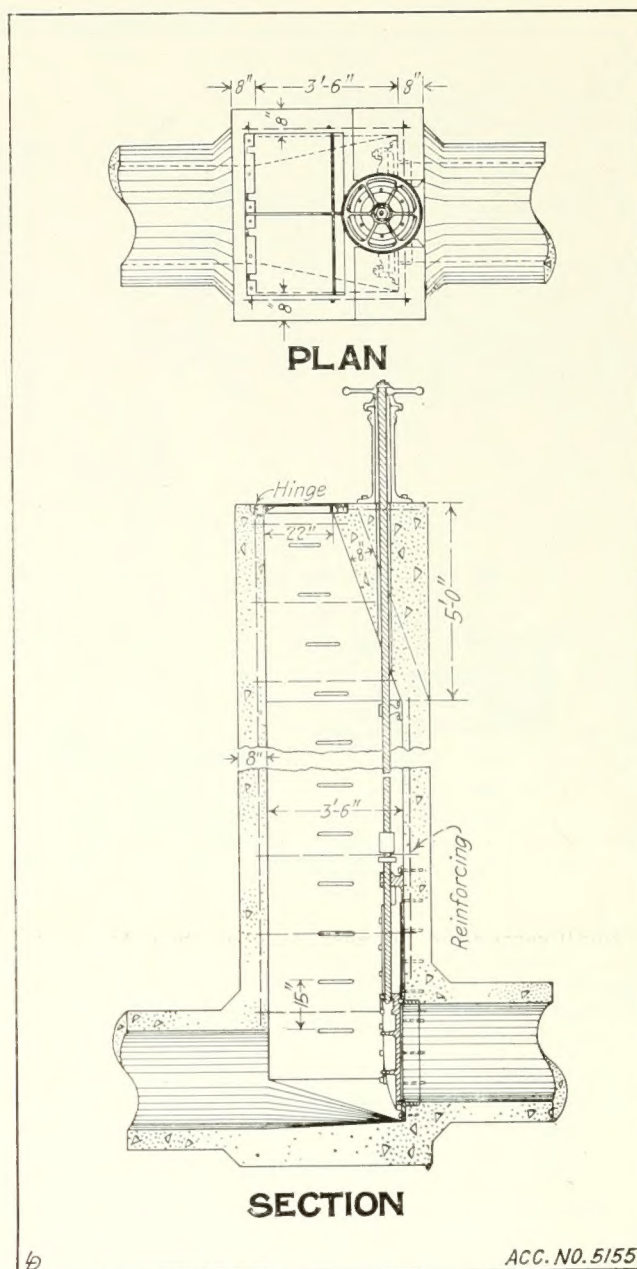 8" 3'-6" 8"
8"
8"
PLAN
Hinge
22"
8"
5'-0"
8"
3'-6"
Reinforcing
15"
SECTION
ACC. NO. 5155